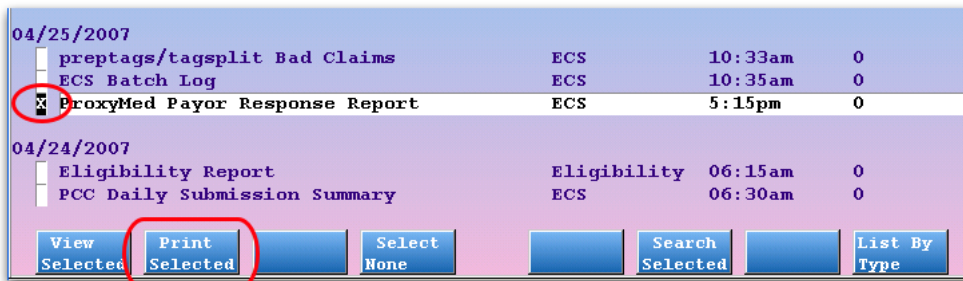 04/25/2007
preptags/tagsplit Bad Claims ECS 10:33am 0
ECS Batch Log ECS 10:35am 0
x ProxyMed Payor Response Report ECS 5:15pm 0
04/24/2007
Eligibility Report Eligibility 06:15am 0
PCC Daily Submission Summary ECS 06:30am 0
View Print Select Search List By
Selected Selected None Selected Type